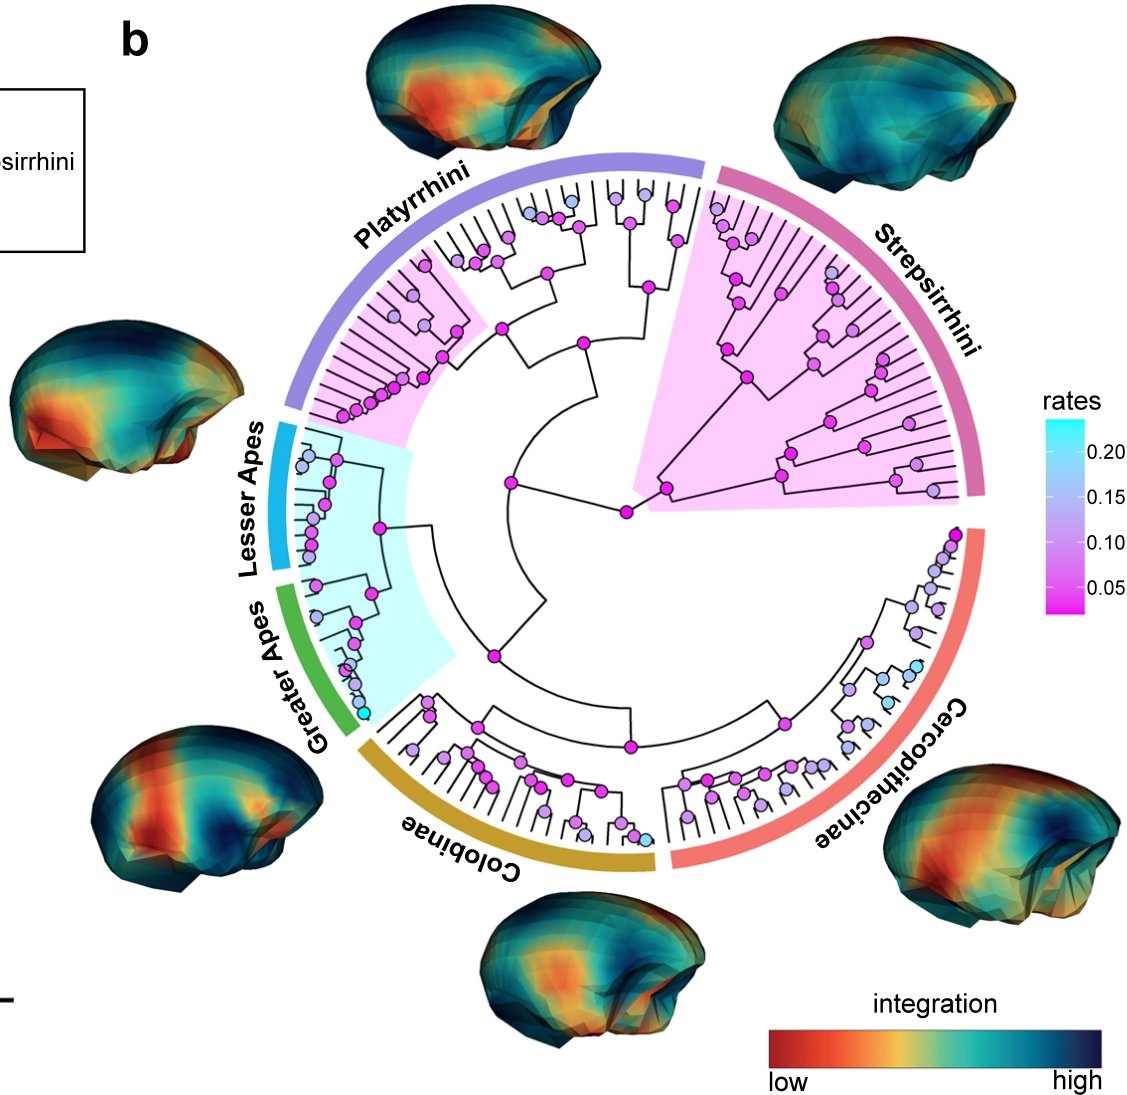 b
sirrhini
Platyrrhini
Strepsirrhini
Lesser Apes
Greater Apes
Colobinae
Cercopithecinae
rates
0.20
0.15
0.10
0.05
integration
low
high